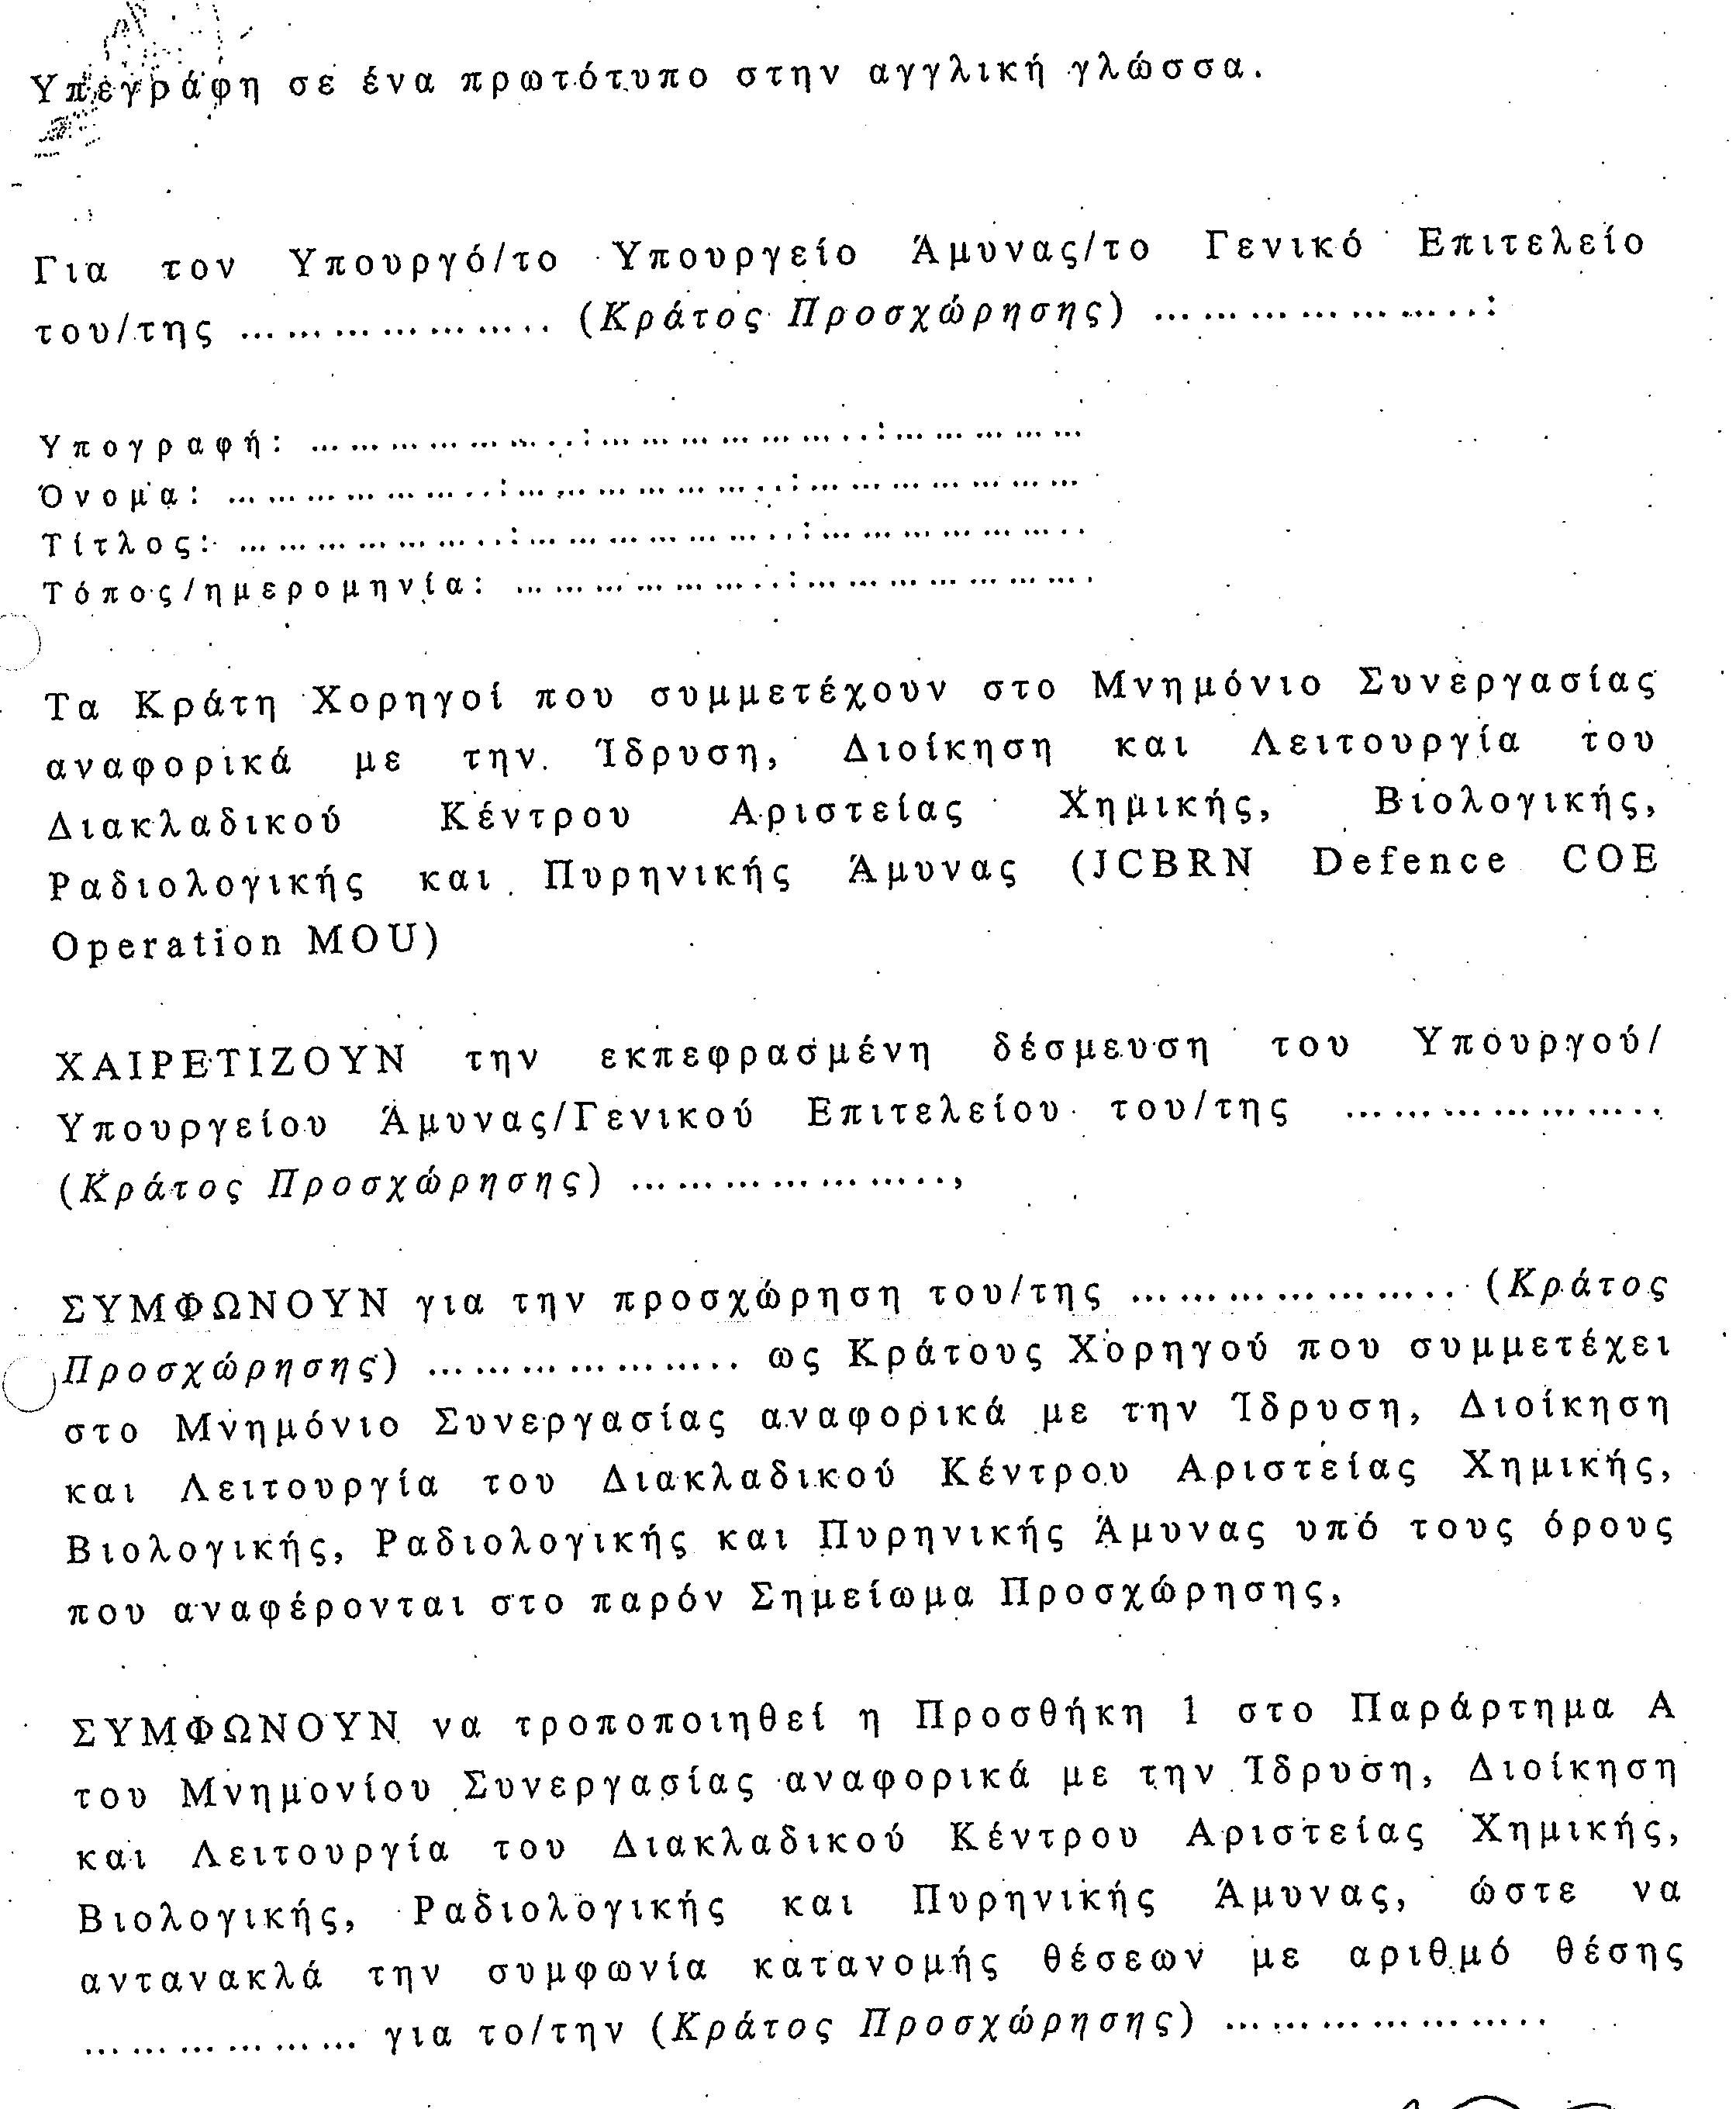 Υπεγράφη σε ένα πρωτότυπο στην αγγλική γλώσσα.
Για τον Υπουργό/το Υπουργείο Άμυνας/το Γενικό Επιτελείο
του/της ……………….. (Κράτος Προσχώρησης) ………………..:
Υπογραφή: ………………..:………………..:……………
Όνομα: ………………..:………………..:…………………
Τίτλος: ………………..:………………..:………………..
Τόπος/ημερομηνία: ………………..:………………….
Τα Κράτη Χορηγοί που συμμετέχουν στο Μνημόνιο Συνεργασίας
αναφορικά με την Ίδρυση, Διοίκηση και Λειτουργία του
Διακλαδικού Κέντρου Αριστείας Χημικής, Βιολογικής,
Ραδιολογικής και Πυρηνικής Άμυνας (JCBRN Defence COE
Operation MOU)
ΧΑΙΡΕΤΙΖΟΥΝ την εκπεφρασμένη δέσμευση του Υπουργού/
Υπουργείου Άμυνας/Γενικού Επιτελείου του/της ………………..
(Κράτος Προσχώρησης) ………………..,
ΣΥΜΦΩΝΟΥΝ για την προσχώρηση του/της ……………….. (Κράτος
Προσχώρησης) ……………….. ως Κράτους Χορηγού που συμμετέχει
στο Μνημόνιο Συνεργασίας αναφορικά με την Ίδρυση, Διοίκηση
και Λειτουργία του Διακλαδικού Κέντρου Αριστείας Χημικής,
Βιολογικής, Ραδιολογικής και Πυρηνικής Άμυνας υπό τους όρους
που αναφέρονται στο παρόν Σημείωμα Προσχώρησης,
ΣΥΜΦΩΝΟΥΝ να τροποποιηθεί η Προσθήκη 1 στο Παράρτημα Α
του Μνημονίου Συνεργασίας αναφορικά με την Ίδρυση, Διοίκηση
και Λειτουργία του Διακλαδικού Κέντρου Αριστείας Χημικής,
Βιολογικής, Ραδιολογικής και Πυρηνικής Άμυνας, ώστε να
αντανακλά την συμφωνία κατανομής θέσεων με αριθμό θέσης
……………… για το/την (Κράτος Προσχώρησης) ………………..